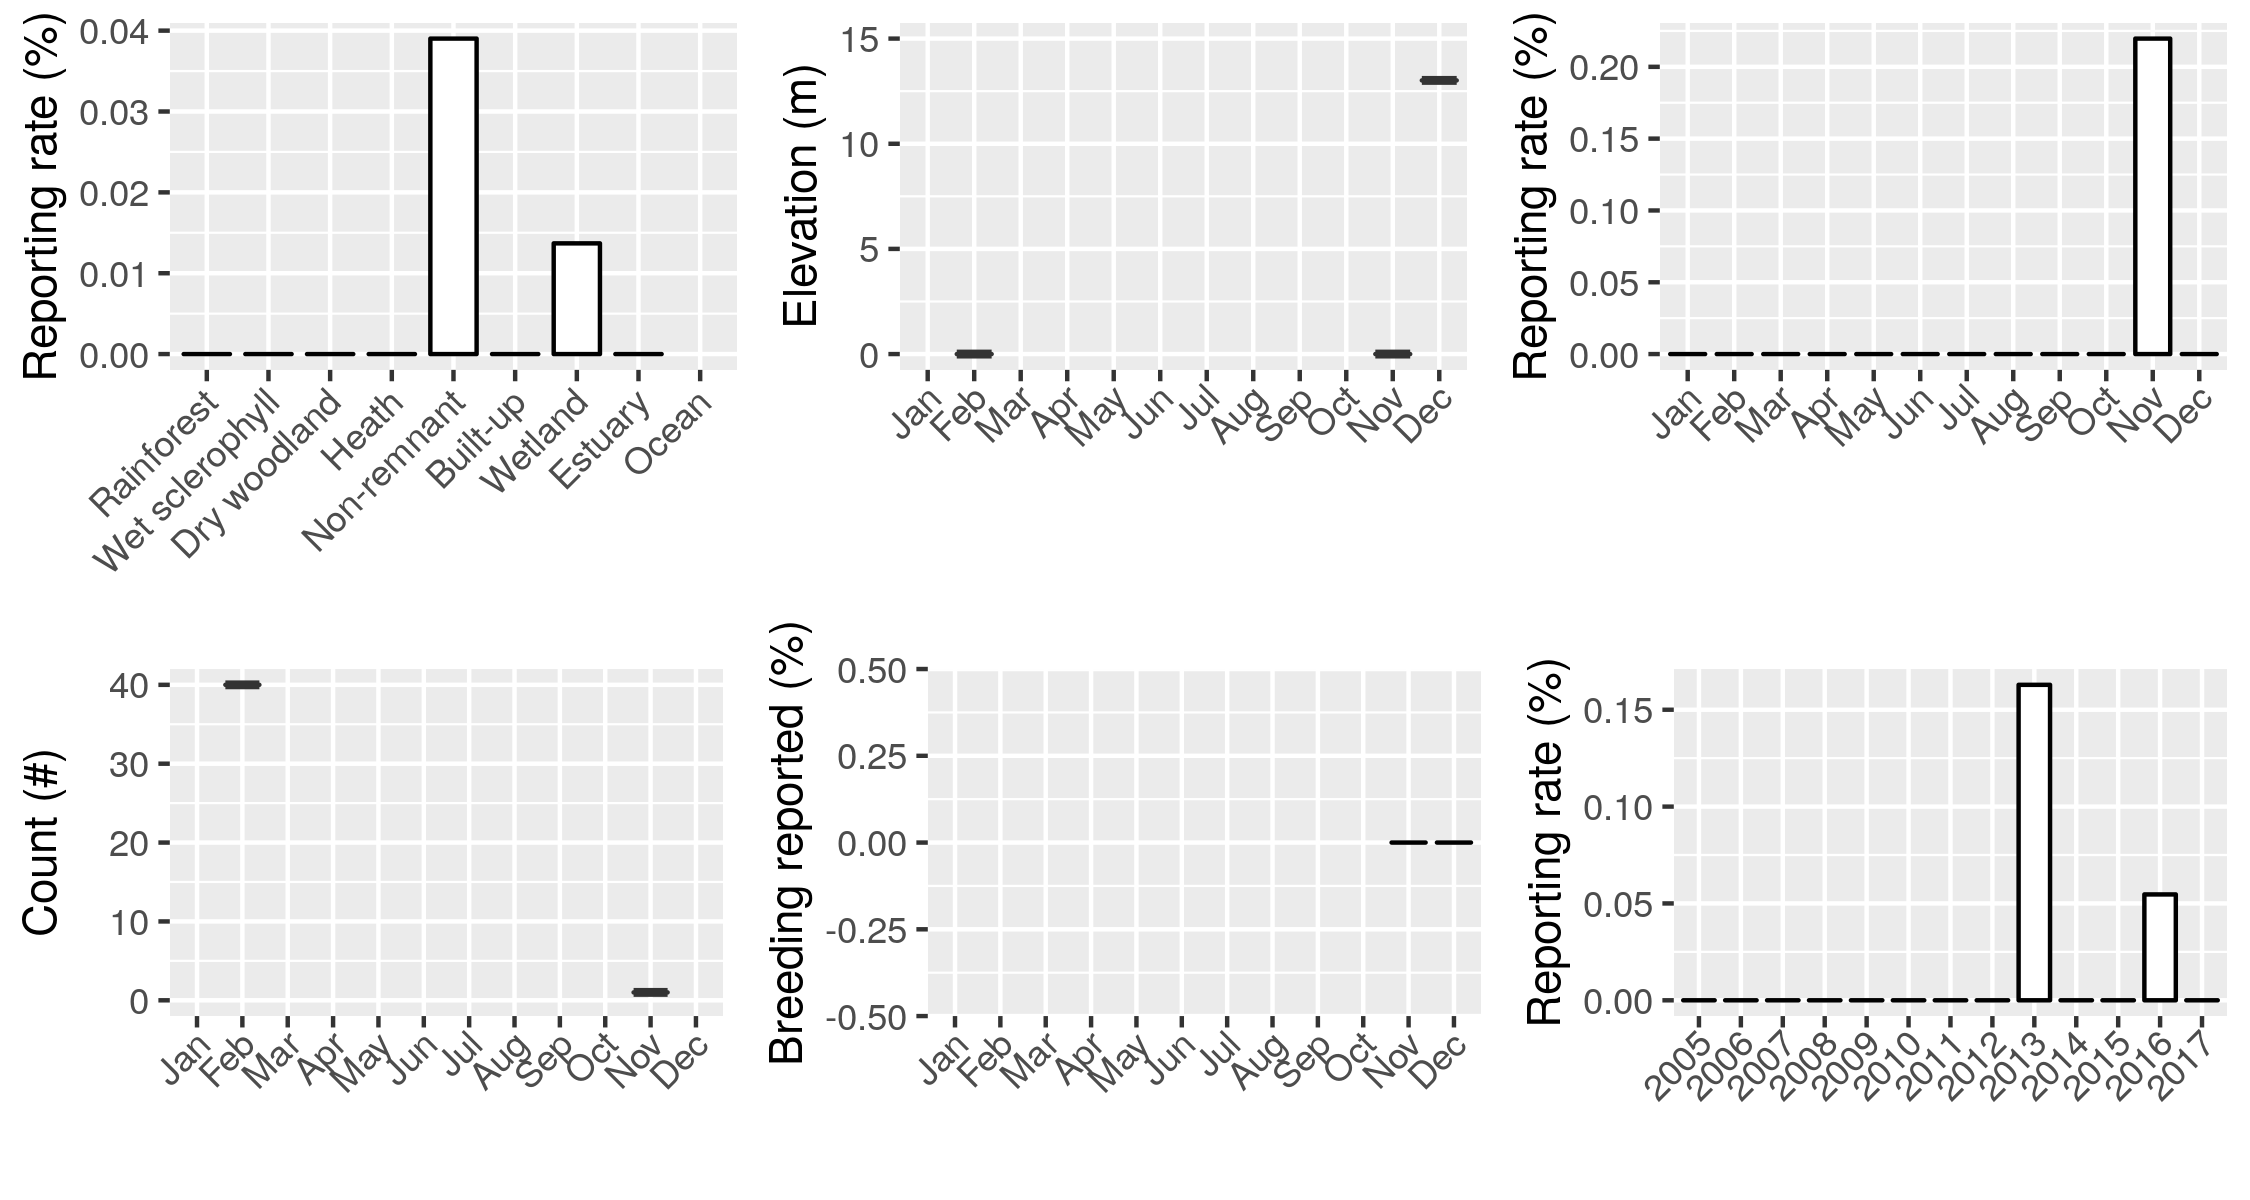 Reporting rate (%)
0.04
0.03
0.02
0.01
0.00
Rainforest
Wet sclerophyll
Dry woodland
Heath
Non-remnant
Built-up
Wetland
Estuary
Ocean
Elevation (m)
15
10
5
0
Jan
Feb
Mar
Apr
May
Jun
Jul
Aug
Sep
Oct
Nov
Dec
Reporting rate (%)
0.20
0.15
0.10
0.05
0.00
Jan
Feb
Mar
Apr
May
Jun
Jul
Aug
Sep
Oct
Nov
Dec
Count (#)
40
30
20
10
0
Jan
Feb
Mar
Apr
May
Jun
Jul
Aug
Sep
Oct
Nov
Dec
Breeding reported (%)
0.50
0.25
0.00
-0.25
-0.50
Jan
Feb
Mar
Apr
May
Jun
Jul
Aug
Sep
Oct
Nov
Dec
Reporting rate (%)
0.15
0.10
0.05
0.00
2005
2006
2007
2008
2009
2010
2011
2012
2013
2014
2015
2016
2017